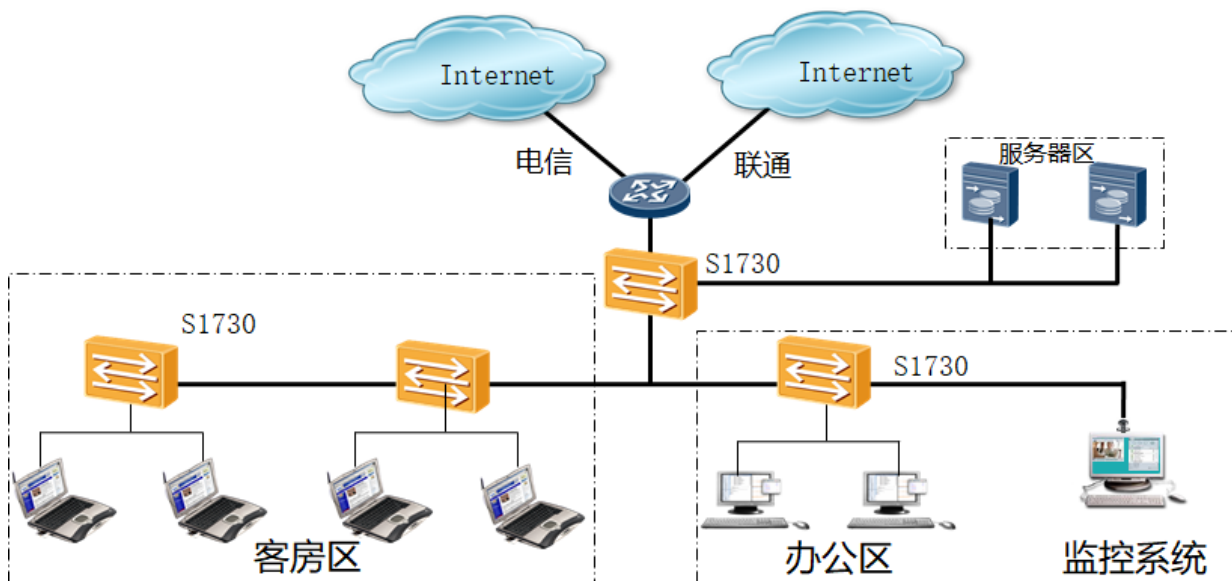 Internet
Internet
电信
联通
服务器区
S1730
S1730
S1730
客房区
办公区
监控系统